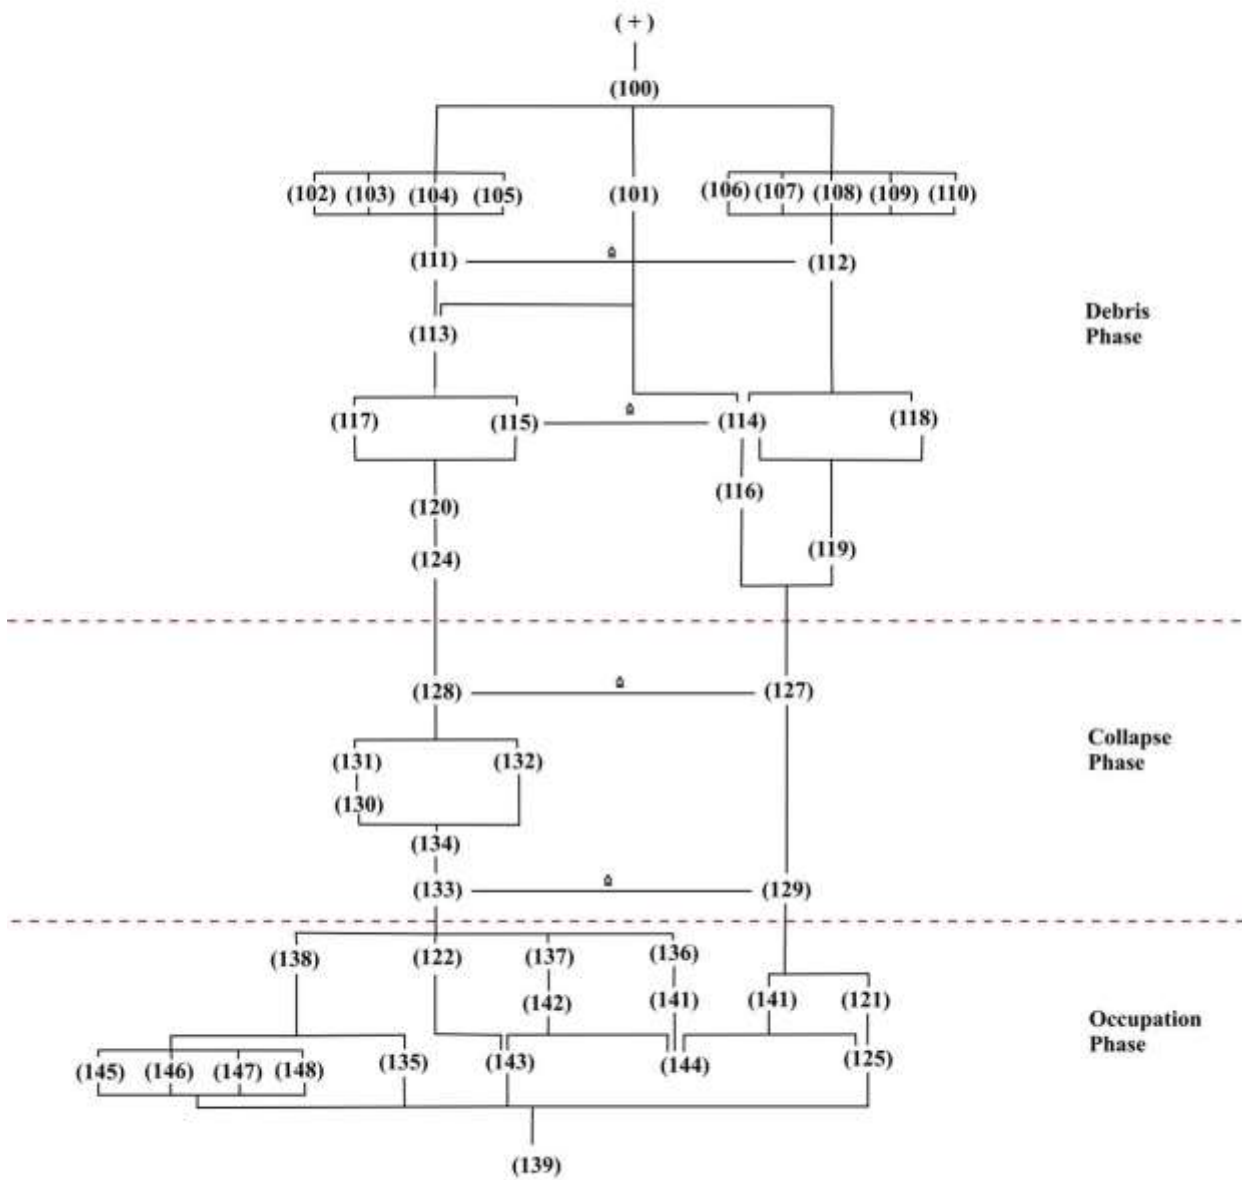 ( + )
(100)
(102) (103) (104) (105) (101) (106) (107) (108) (109) (110)
(111) (112)
Debris
Phase
(113)
(117) (115) (114) (118)
(116)
(120)
(119)
(124)
(128) (127)
Collapse
Phase
(131) (132)
(130)
(134)
(133) (129)
(138) (122) (137) (136)
(142) (141) (141) (121)
Occupation
Phase
(145) (146) (147) (148) (135) (143) (144) (125)
(139)